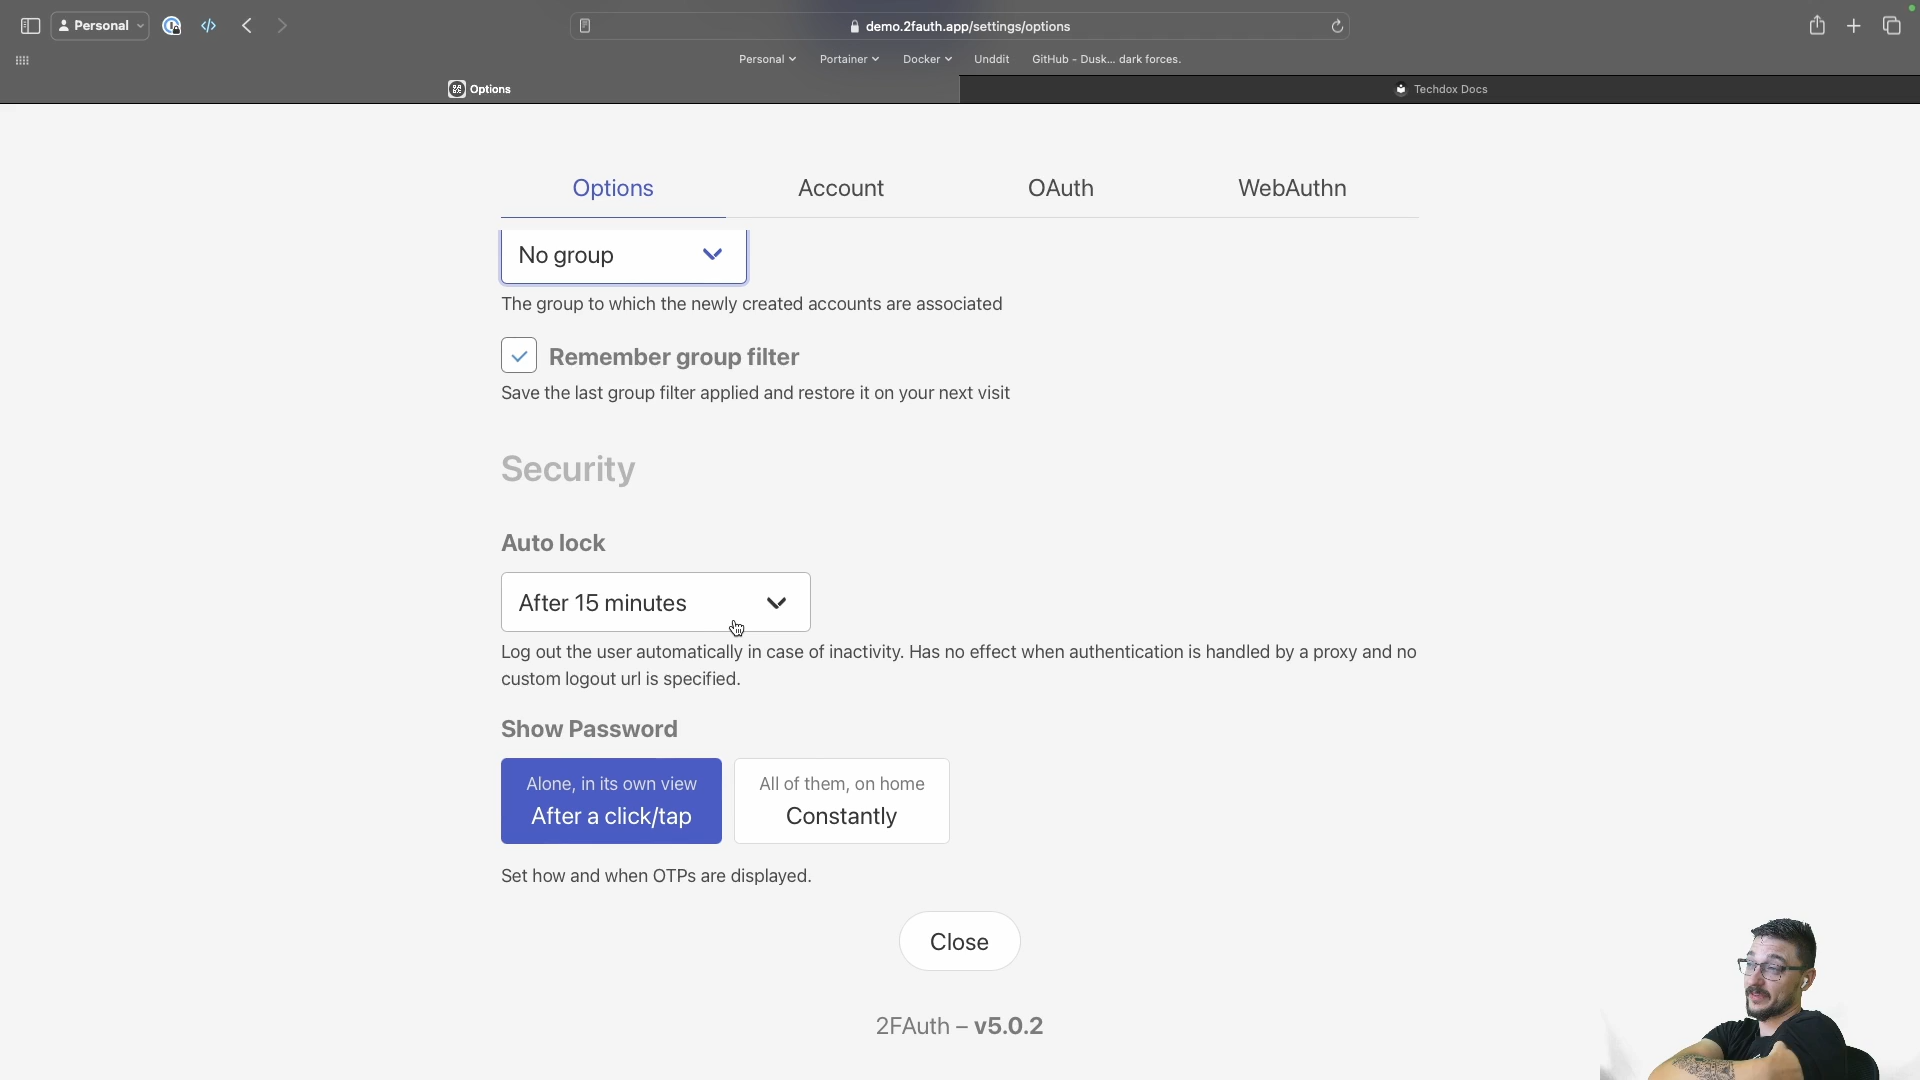 Personal
</>
demo.2fauth.app/settings/options
Personal
Portainer
Docker
Unddit
GitHub - Dusk... dark forces.
Options
Techdox Docs
Options
Account
OAuth
WebAuthn
No group
The group to which the newly created accounts are associated
Remember group filter
Save the last group filter applied and restore it on your next visit
Security
Auto lock
After 15 minutes
Log out the user automatically in case of inactivity. Has no effect when authentication is handled by a proxy and no
custom logout url is specified.
Show Password
Alone, in its own view
After a click/tap
All of them, on home
Constantly
Set how and when OTPs are displayed.
Close
2FAuth – v5.0.2